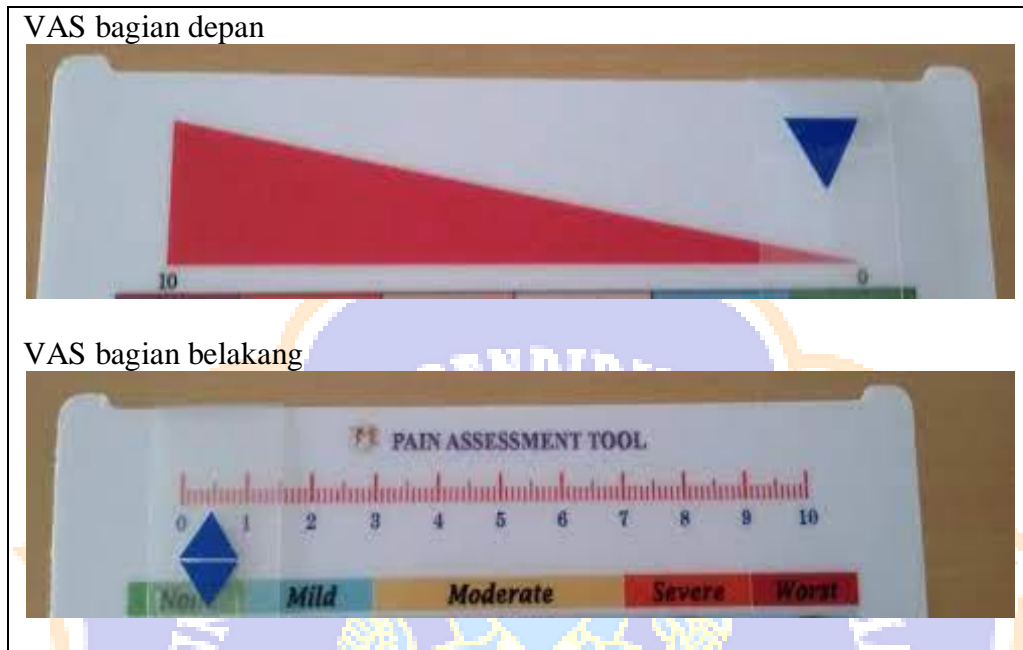 VAS bagian depan
10 0
VAS bagian belakang
PAIN ASSESSMENT TOOL
0 1 2 3 4 5 6 7 8 9 10
None Mild Moderate Severe Worst